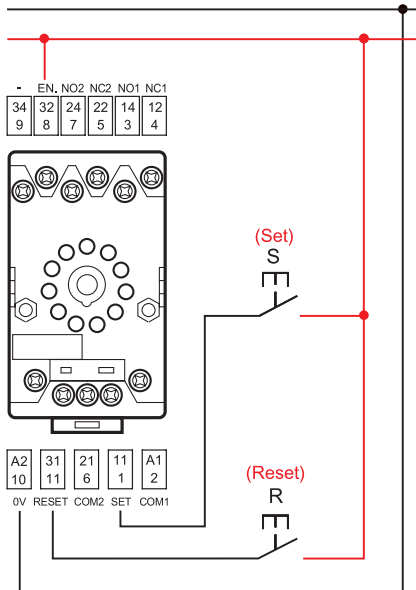 - EN. NO2 NC2 NO1 NC1
34 32 24 22 14 12
9 8 7 5 3 4
(Set)
S
A2 31 21 11 A1
10 11 6 1 2
0V RESET COM2 SET COM1
(Reset)
R